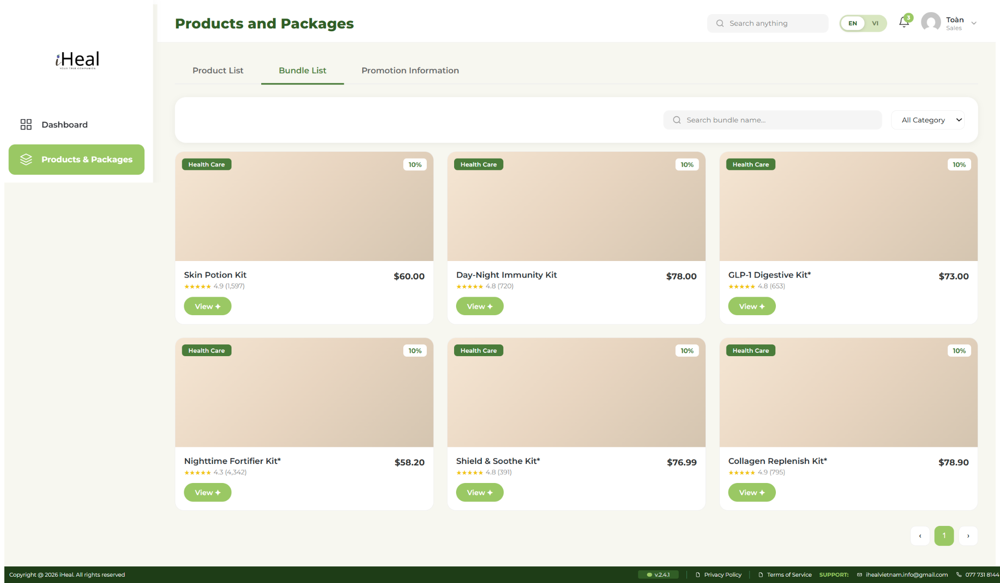 Products and Packages
Search anything
EN VI
3
Toàn
Sales
iHeal
YOUR TRUE COMPANION
Dashboard
Products & Packages
Product List Bundle List Promotion Information
Search bundle name...
All Category
Health Care 10%
Skin Potion Kit $60.00
★★★★★ 4.9 (1,597)
View ✦
Health Care 10%
Day-Night Immunity Kit $78.00
★★★★★ 4.8 (720)
View ✦
Health Care 10%
GLP-1 Digestive Kit* $73.00
★★★★★ 4.8 (653)
View ✦
Health Care 10%
Nighttime Fortifier Kit* $58.20
★★★★★ 4.3 (4,342)
View ✦
Health Care 10%
Shield & Soothe Kit* $76.99
★★★★★ 4.8 (391)
View ✦
Health Care 10%
Collagen Replenish Kit* $78.90
★★★★★ 4.9 (795)
View ✦
‹ 1 ›
Copyright @ 2026 iHeal. All rights reserved v.2.4.1 Privacy Policy Terms of Service SUPPORT: ihealvietnam.info@gmail.com 077 731 8144